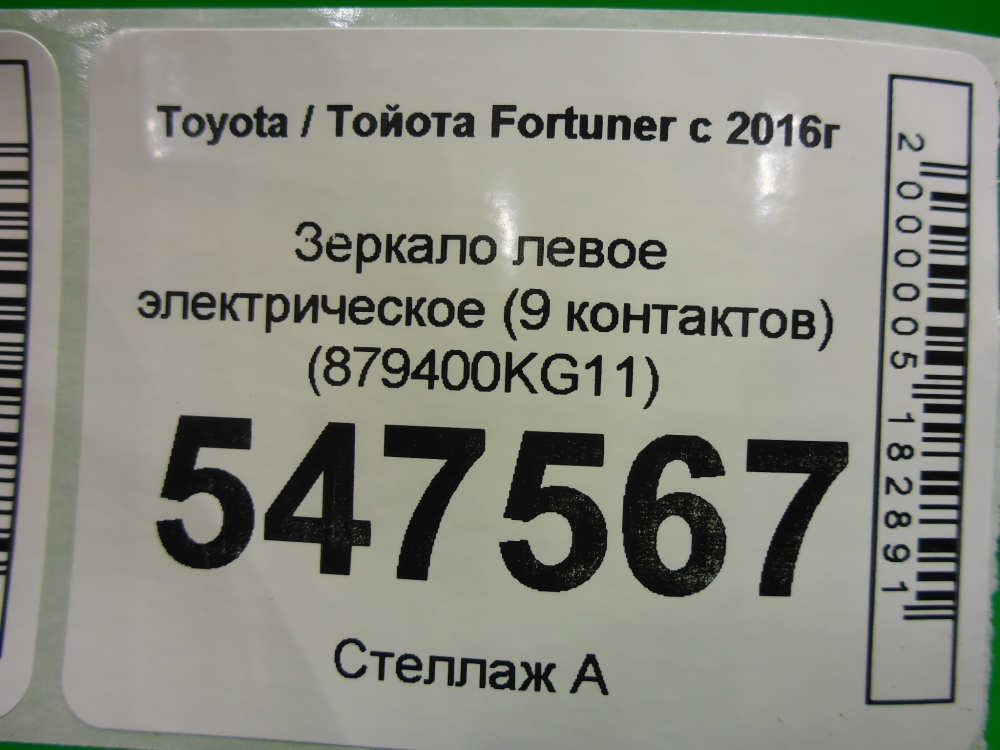 Toyota / Тойота Fortuner с 2016г
Зеркало левое
электрическое (9 контактов)
(879400KG11)
547567
Стеллаж А
2000005182891